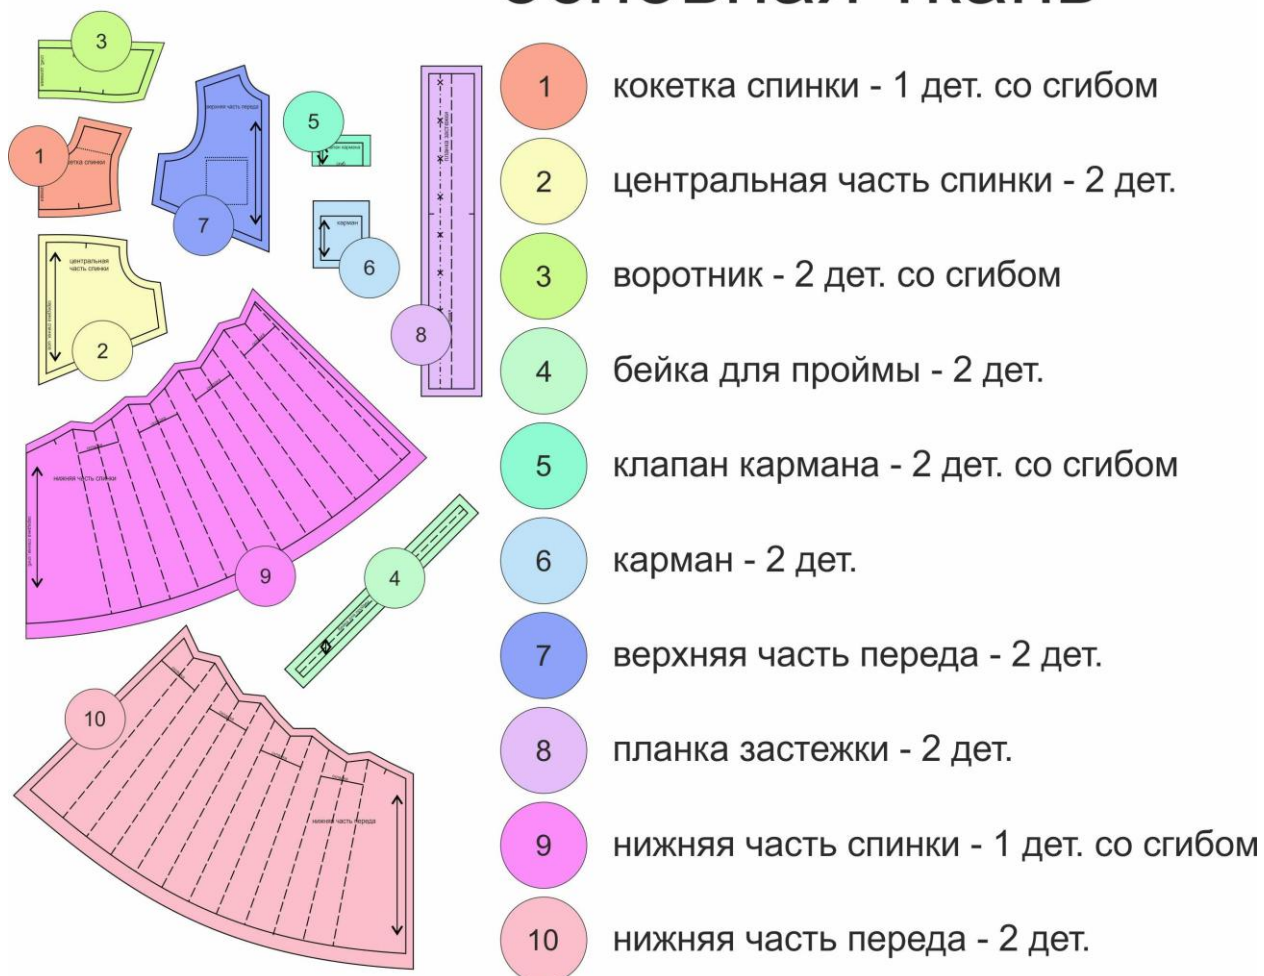 основная ткань
1 кокетка спинки - 1 дет. со сгибом
2 центральная часть спинки - 2 дет.
3 воротник - 2 дет. со сгибом
4 бейка для проймы - 2 дет.
5 клапан кармана - 2 дет. со сгибом
6 карман - 2 дет.
7 верхняя часть переда - 2 дет.
8 планка застежки - 2 дет.
9 нижняя часть спинки - 1 дет. со сгибом
10 нижняя часть переда - 2 дет.
3
верхняя часть переда
5
1
спинки
7
карман
6
планка застежки
8
центральная
часть спинки
2
нижняя часть спинки
9
4
10
нижняя часть переда